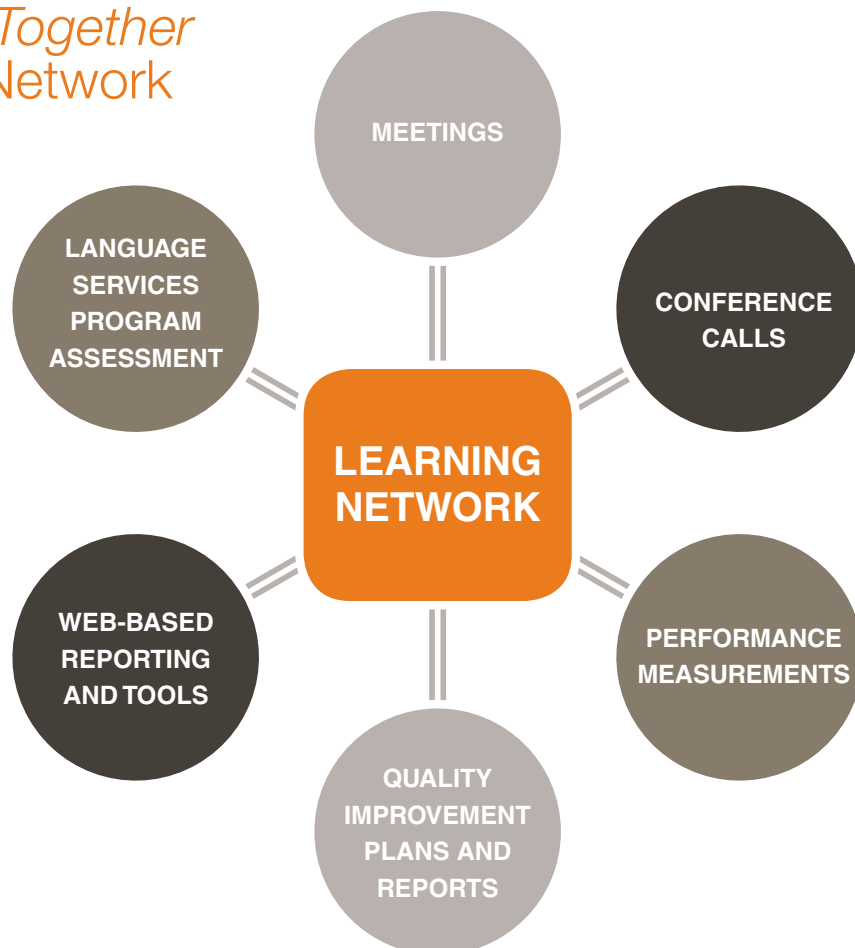 Together
Network
MEETINGS
LANGUAGE
SERVICES
PROGRAM
ASSESSMENT
CONFERENCE
CALLS
LEARNING
NETWORK
WEB-BASED
REPORTING
AND TOOLS
PERFORMANCE
MEASUREMENTS
QUALITY
IMPROVEMENT
PLANS AND
REPORTS